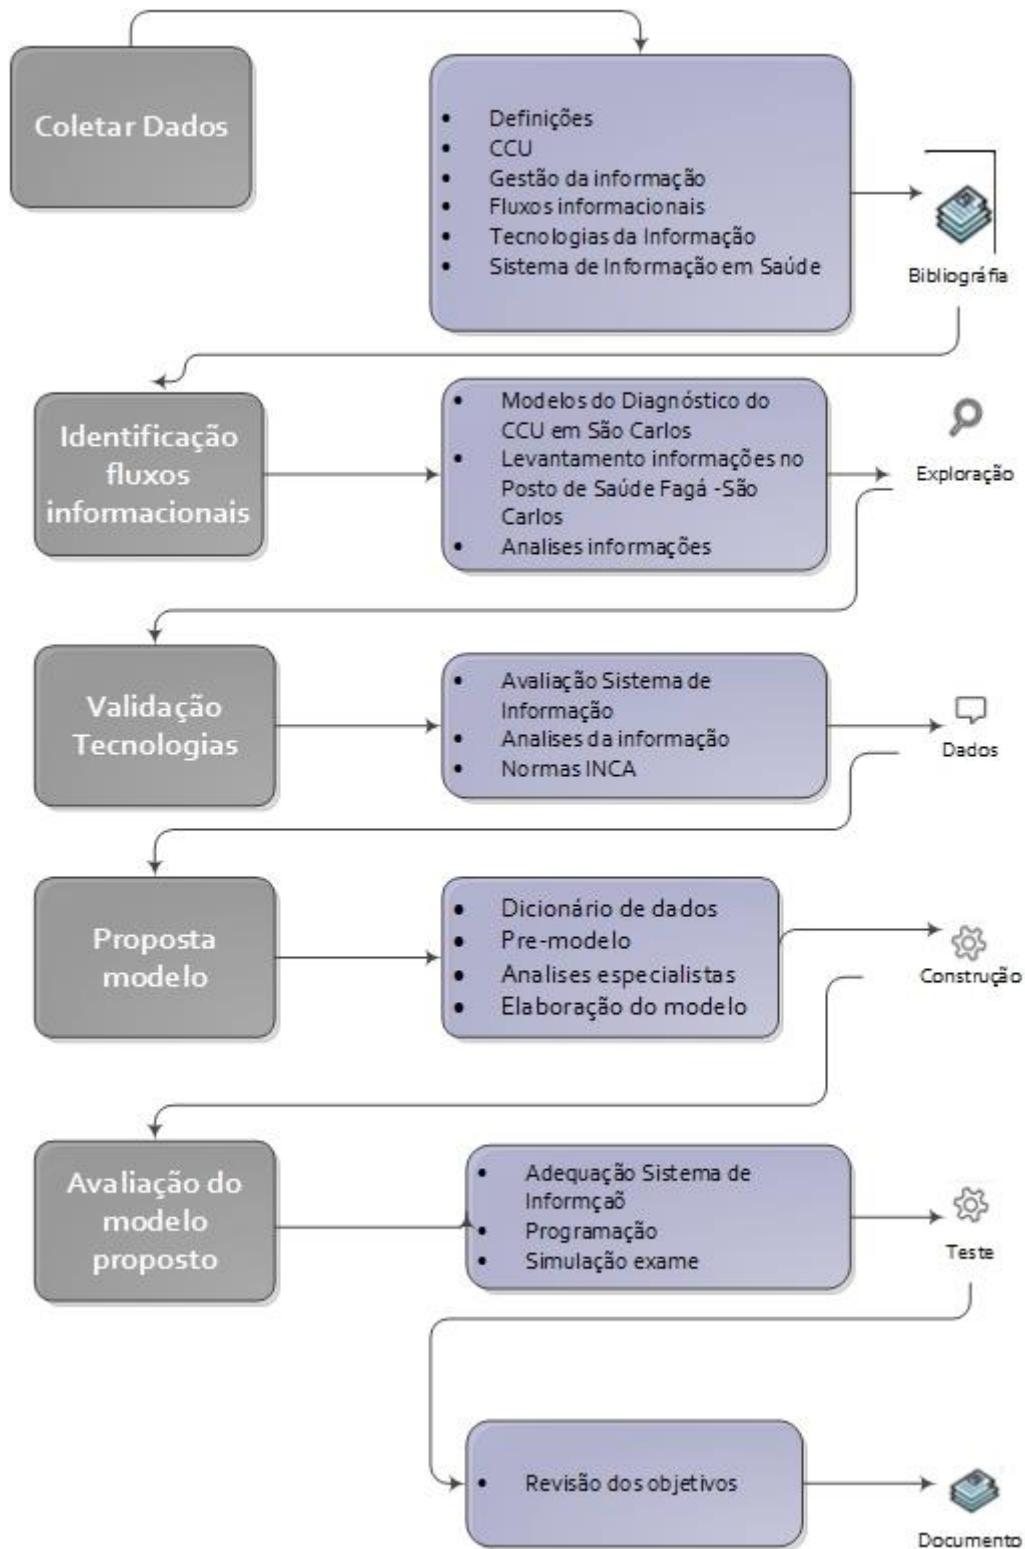 Coletar Dados
• Definições
• CCU
• Gestão da informação
• Fluxos informacionais
• Tecnologias da Informação
• Sistema de Informação em Saúde
Bibliográfia
Identificação
fluxos
informacionais
• Modelos do Diagnóstico do
CCU em São Carlos
• Levantamento informações no
Posto de Saúde Fagá -São
Carlos
• Analises informações
Exploração
Validação
Tecnologias
• Avaliação Sistema de
Informação
• Analises da informação
• Normas INCA
Dados
Proposta
modelo
• Dicionário de dados
• Pre-modelo
• Analises especialistas
• Elaboração do modelo
Construção
Avaliação do
modelo
proposto
• Adequação Sistema de
Informçaõ
• Programação
• Simulação exame
Teste
• Revisão dos objetivos
Documento